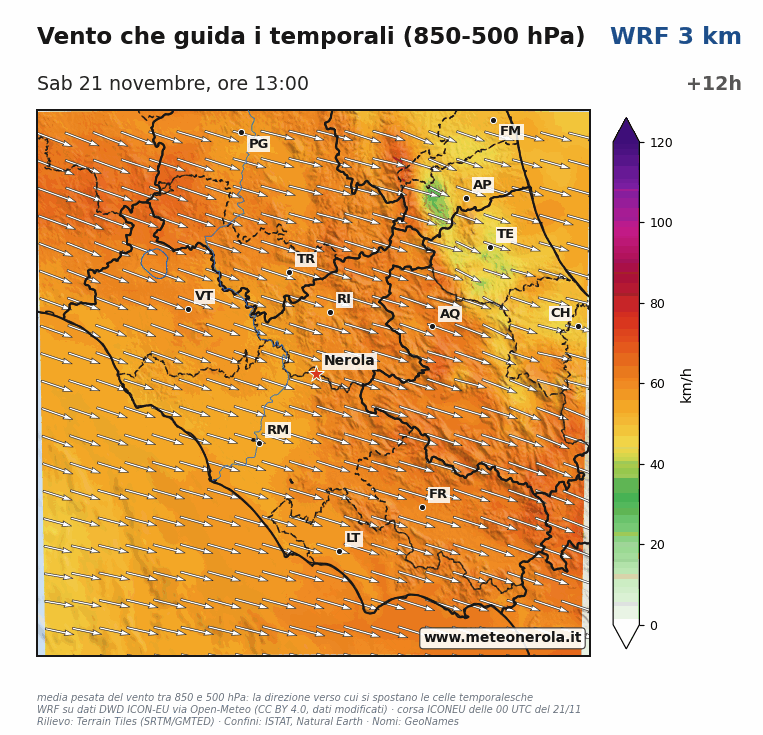 Vento che guida i temporali (850-500 hPa) WRF 3 km
Sab 21 novembre, ore 13:00 +12h
FM
PG
AP
TE
TR
VT
RI
AQ
CH
Nerola
RM
FR
LT
www.meteonerola.it
120
100
80
60
40
20
0
km/h
media pesata del vento tra 850 e 500 hPa: la direzione verso cui si spostano le celle temporalesche
WRF su dati DWD ICON-EU via Open-Meteo (CC BY 4.0, dati modificati) · corsa ICONEU delle 00 UTC del 21/11
Rilievo: Terrain Tiles (SRTM/GMTED) · Confini: ISTAT, Natural Earth · Nomi: GeoNames